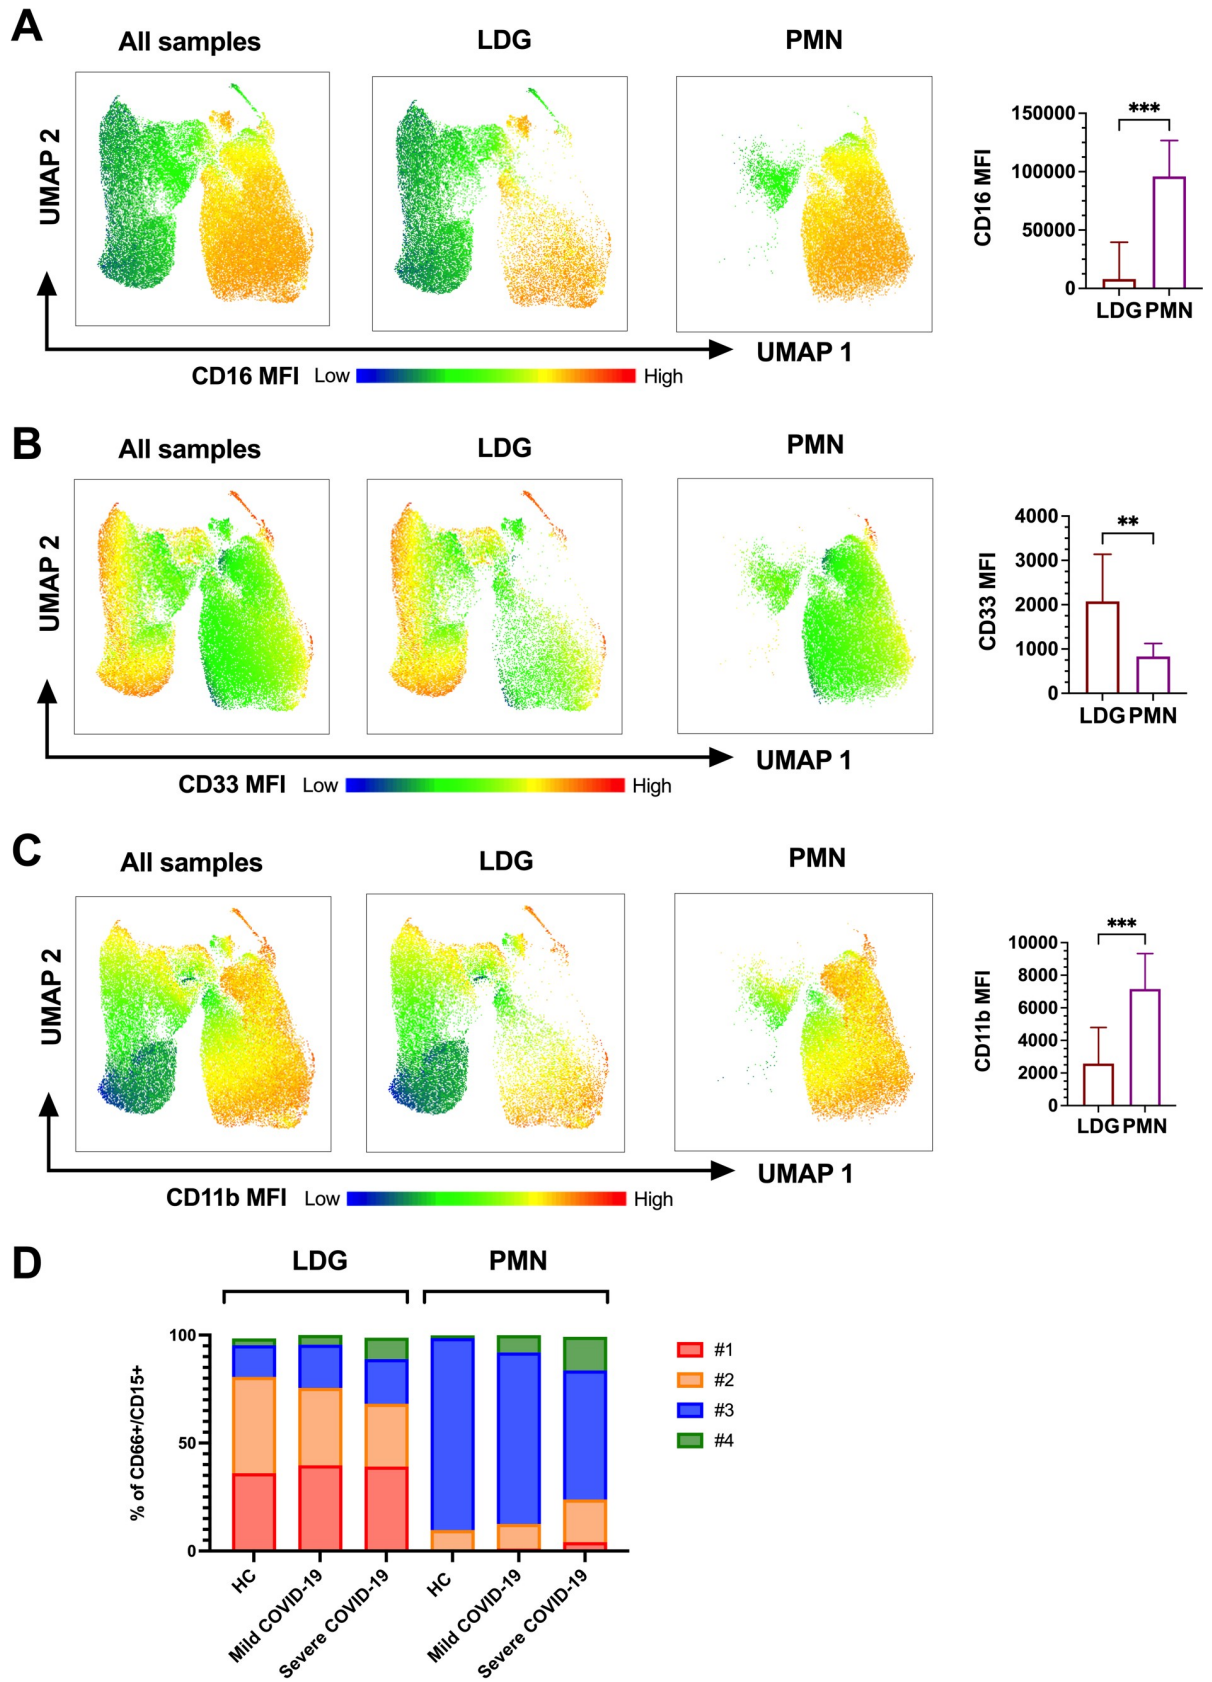 A
All samples
LDG
PMN
UMAP 2
UMAP 1
CD16 MFI Low High
CD16 MFI
150000
100000
50000
0
***
LDG PMN
B
All samples
LDG
PMN
UMAP 2
UMAP 1
CD33 MFI Low High
CD33 MFI
4000
3000
2000
1000
0
**
LDG PMN
C
All samples
LDG
PMN
UMAP 2
UMAP 1
CD11b MFI Low High
CD11b MFI
10000
8000
6000
4000
2000
0
***
LDG PMN
D
LDG
PMN
% of CD66+/CD15+
100
50
0
HC
Mild COVID-19
Severe COVID-19
HC
Mild COVID-19
Severe COVID-19
#1
#2
#3
#4